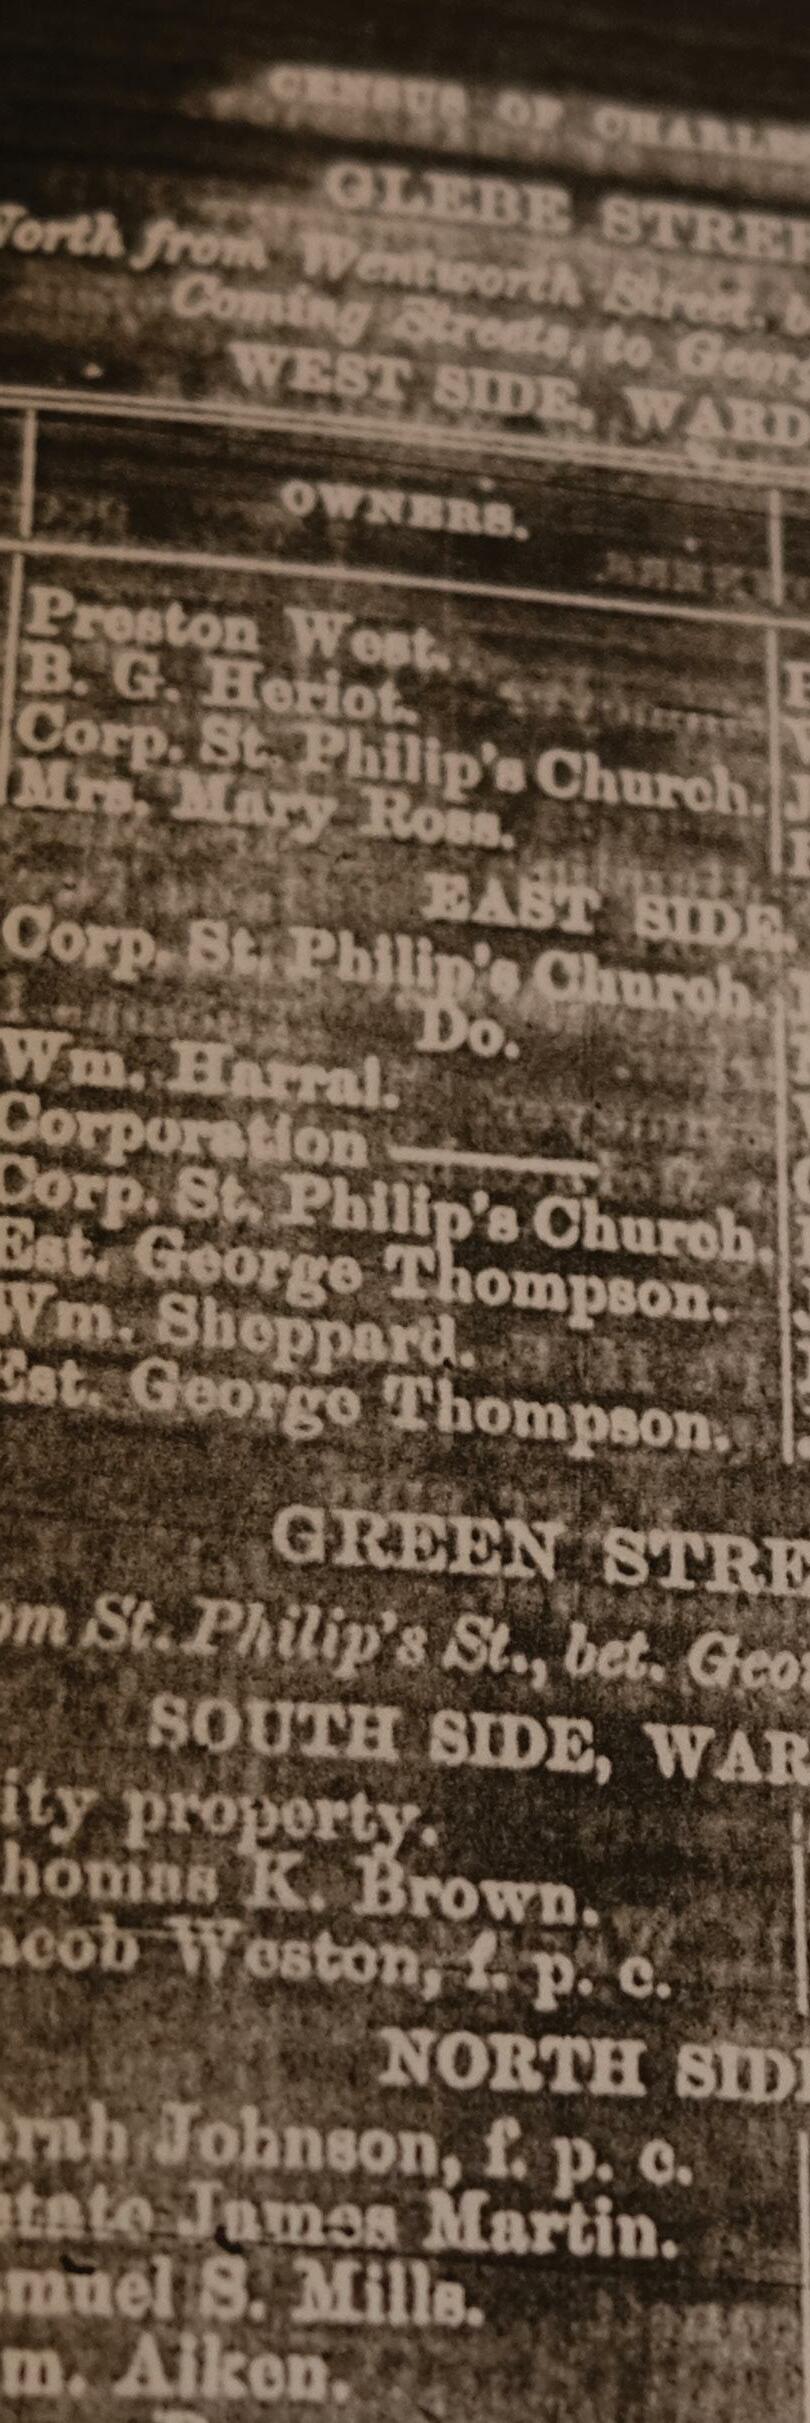 CENSUS OF CHARLES
GLEBE STREE
North from Wentworth Street, b
Coming Streets, to Georg
WEST SIDE, WARD
OWNERS.
Preston West.
B. G. Heriot.
Corp. St. Philip's Church.
Mrs. Mary Ross.
EAST SIDE.
Corp. St. Philip's Church.
Do.
Wm. Harral.
Corporation ———
Corp. St. Philip's Church.
Est. George Thompson.
Wm. Sheppard.
Est. George Thompson.
GREEN STRE
om St. Philip's St., bet. Geor
SOUTH SIDE, WAR
ity property.
homas K. Brown.
acob Weston, f. p. c.
NORTH SID
arah Johnson, f. p. c.
state James Martin.
muel S. Mills.
m. Aiken.